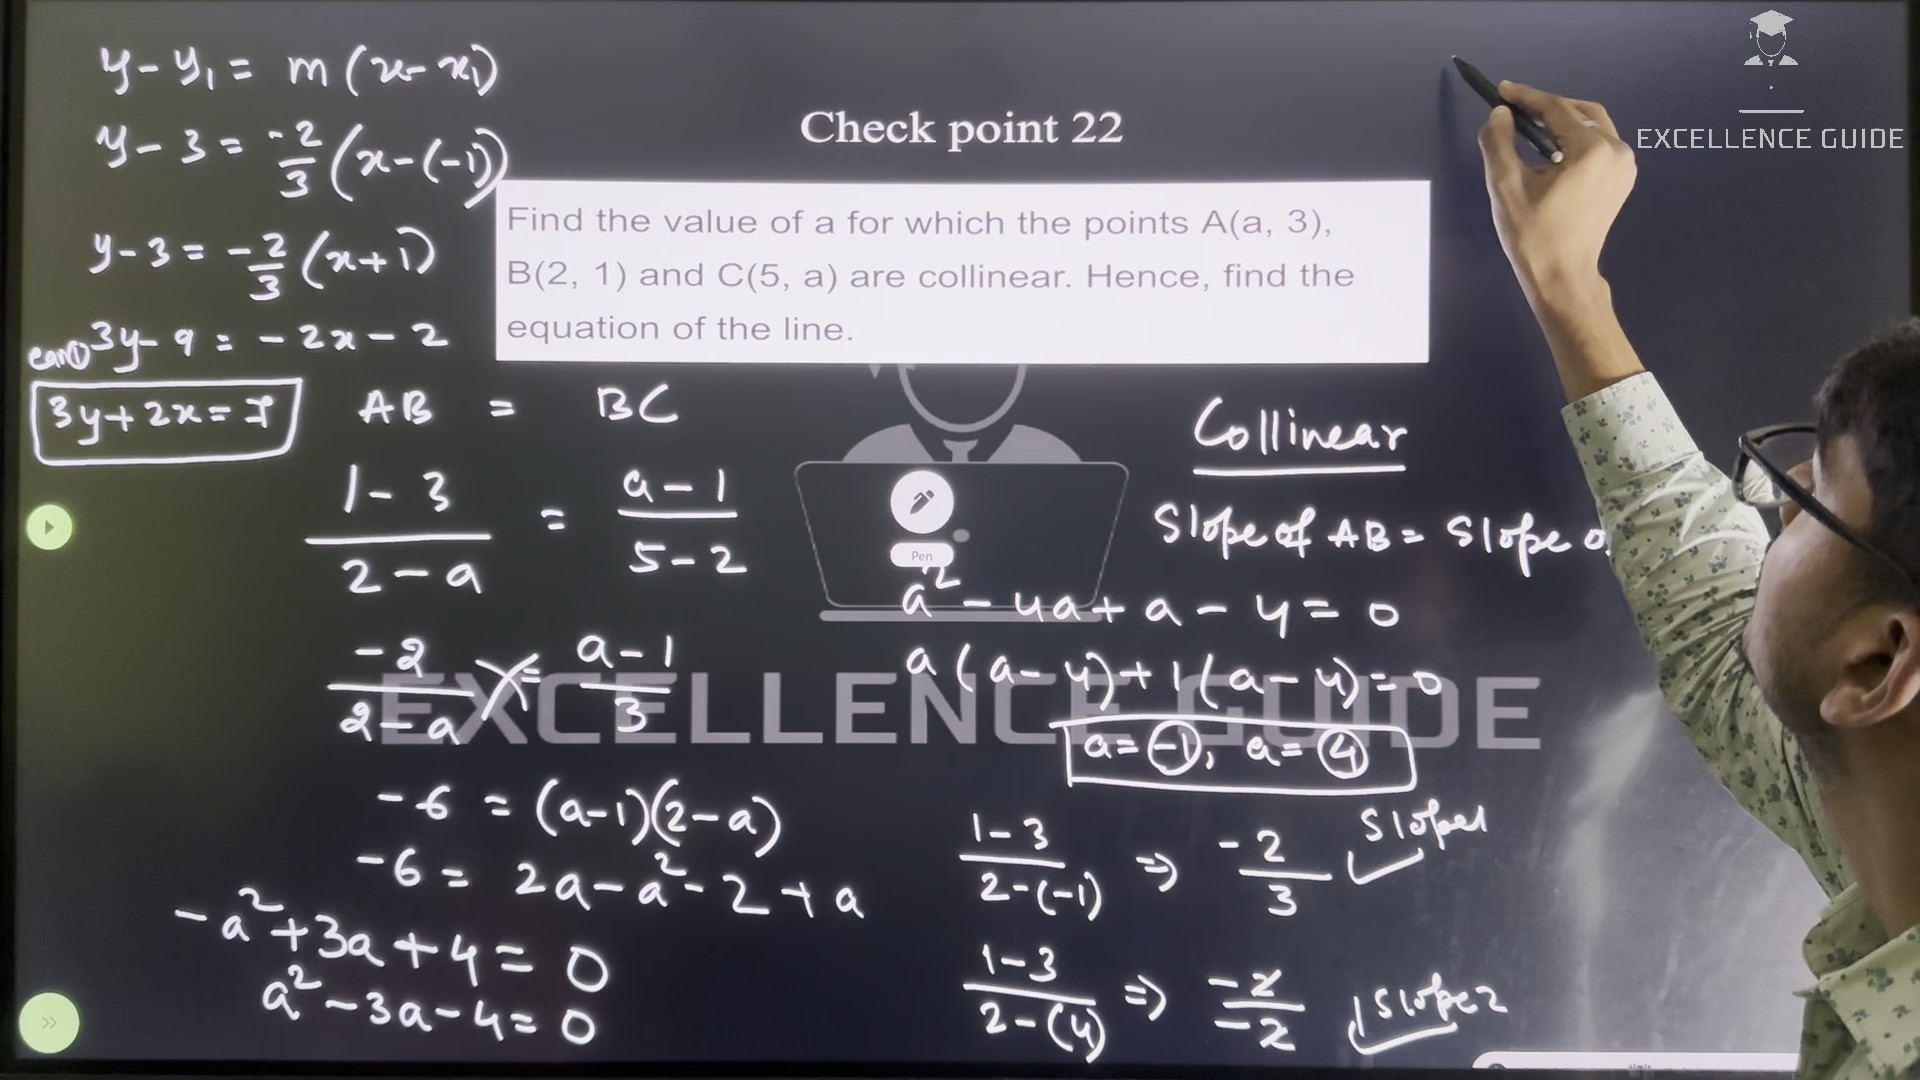 y - y₁ = m (x - x₁)
y - 3 = -2/3 (x - (-1))
y - 3 = -2/3 (x + 1)
3y - 9 = -2x - 2
3y + 2x = 7
EXCELLENCE GUIDE
Check point 22
Find the value of a for which the points A(a, 3),
B(2, 1) and C(5, a) are collinear. Hence, find the
equation of the line.
AB = BC
1 - 3 / 2 - a = a - 1 / 5 - 2
-2 / 2 - a = a - 1 / 3
-6 = (a-1)(2-a)
-6 = 2a - a² - 2 + a
-a² + 3a + 4 = 0
a² - 3a - 4 = 0
Collinear
Slope of AB = Slope
Pen
a² - 4a + a - 4 = 0
a (a - 4) + 1 (a - 4) = 0
EXCELLENCE GUIDE
a = -1, a = 4
1 - 3 / 2 - (-1) ⇒ -2 / 3 Slope1
1 - 3 / 2 - (4) ⇒ -2 / -2 Slope2